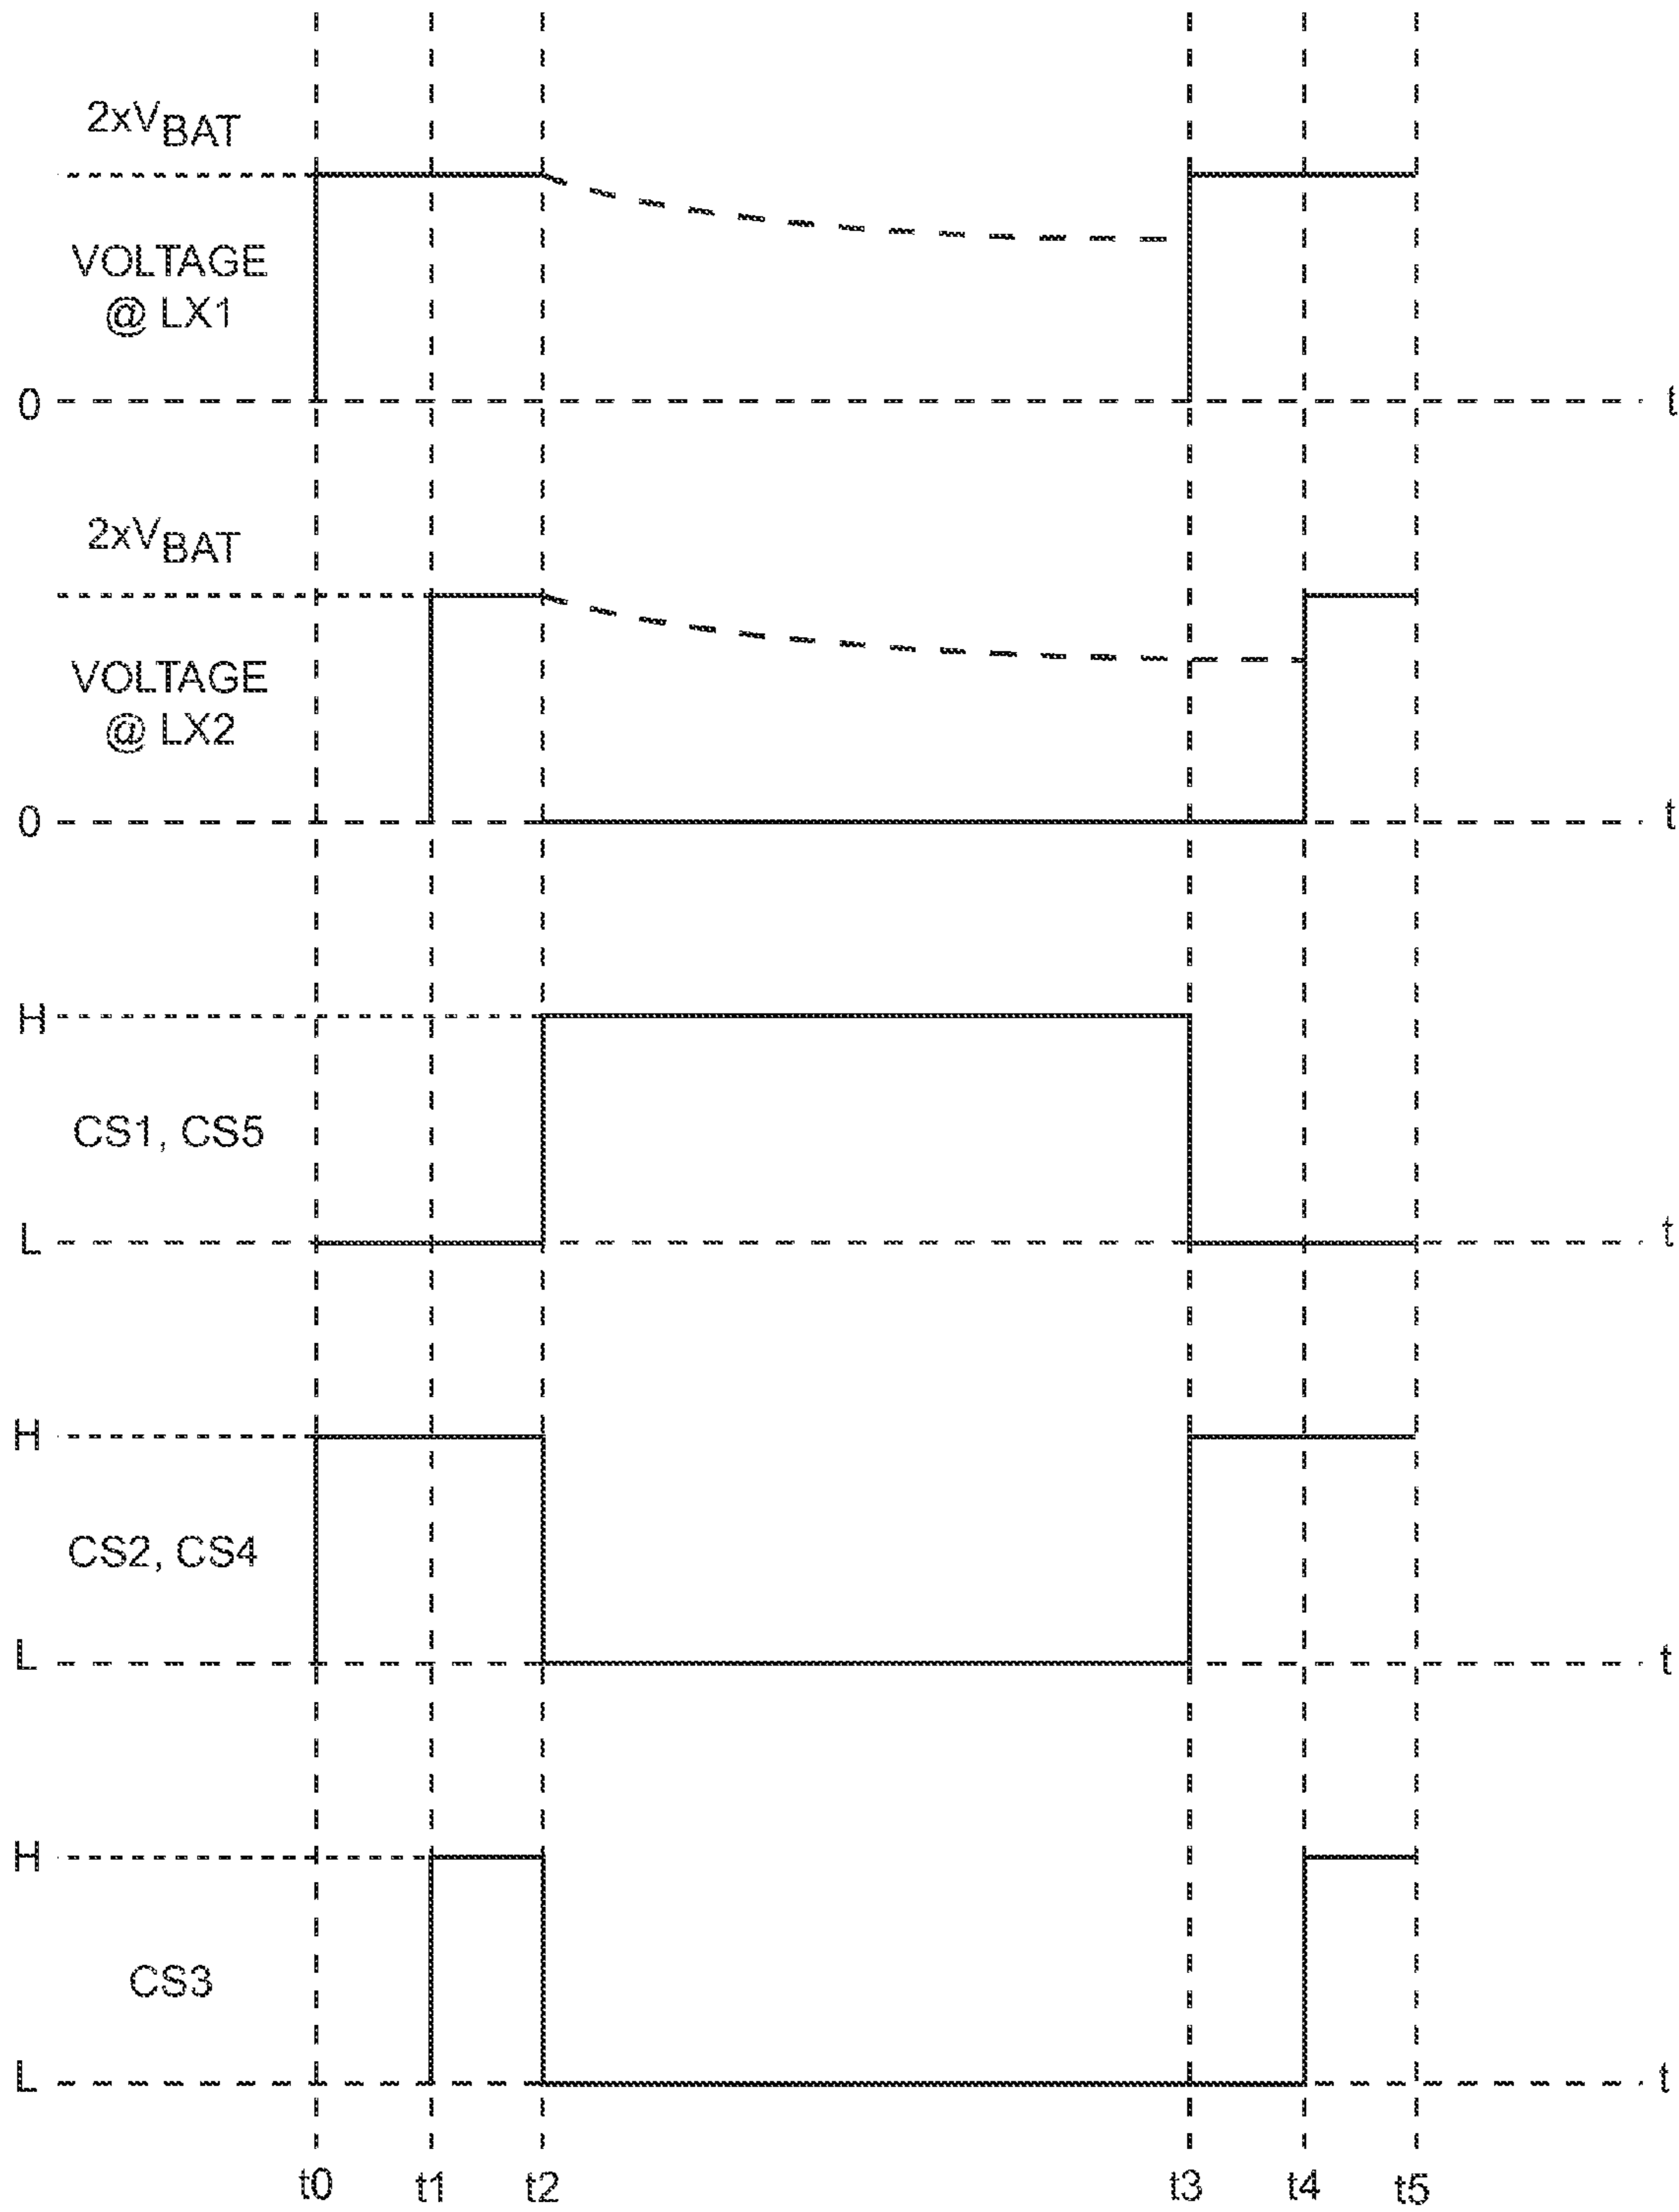 2xVBAT
VOLTAGE
@ LX1
0
t
2xVBAT
VOLTAGE
@ LX2
0
t
H
CS1, CS5
L
t
H
CS2, CS4
L
t
H
CS3
L
t
t0 t1 t2 t3 t4 t5